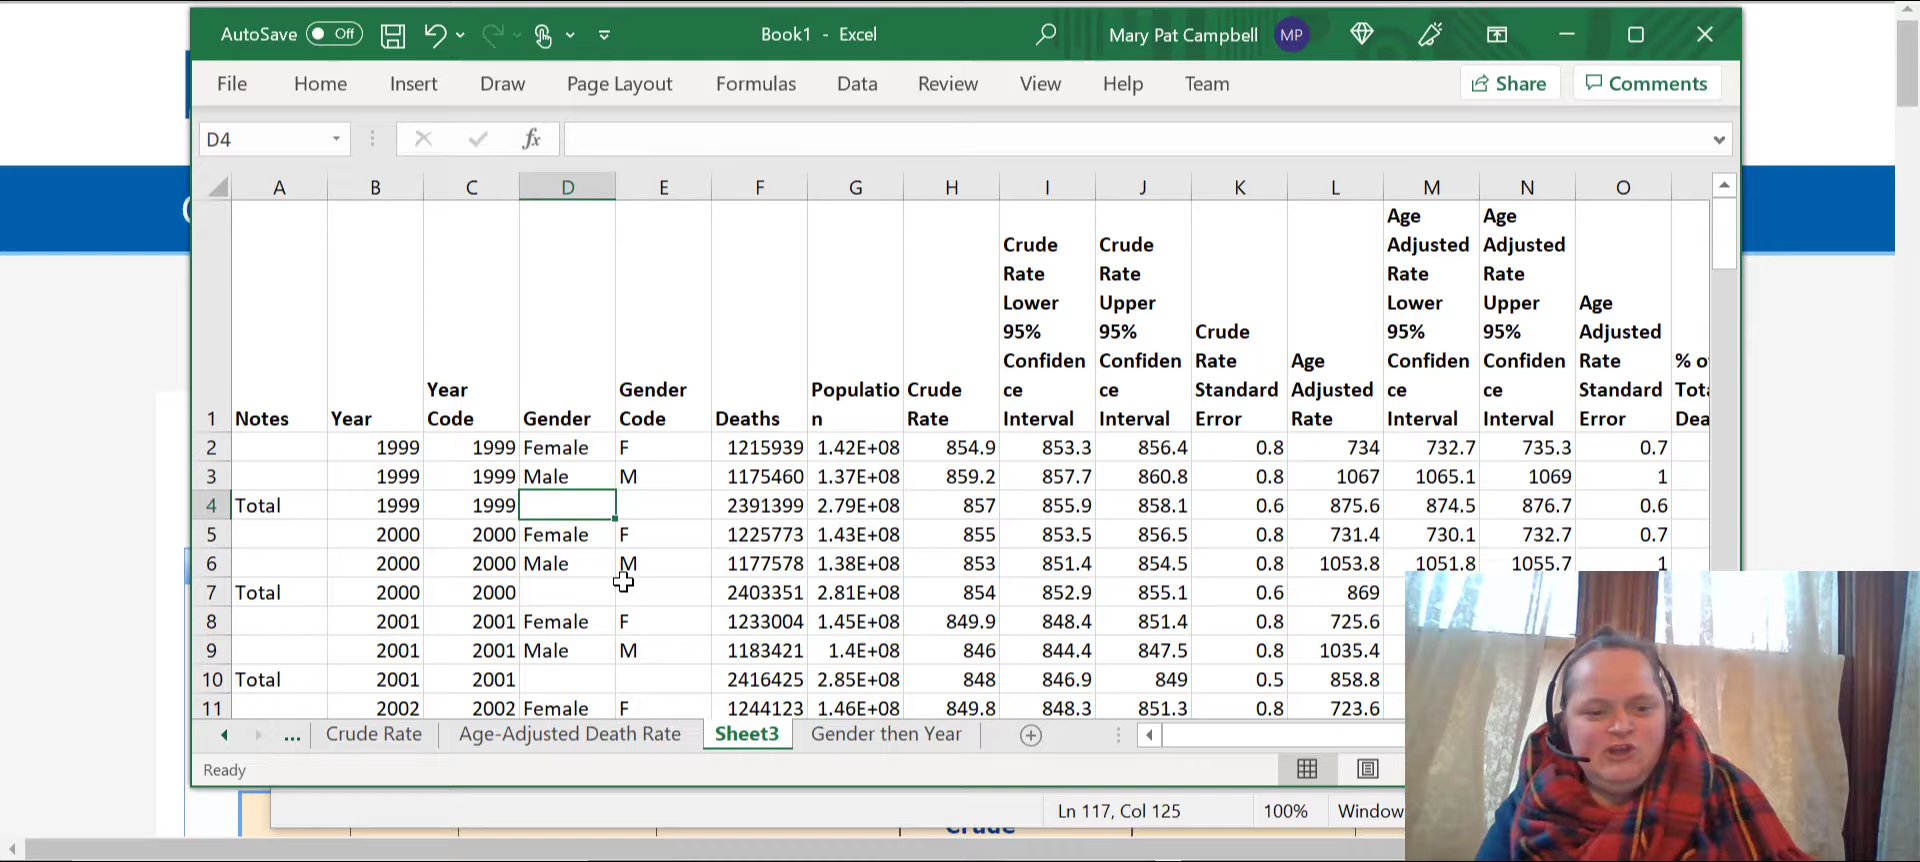 AutoSave Off Book1 - Excel Mary Pat Campbell MP
File Home Insert Draw Page Layout Formulas Data Review View Help Team Share Comments
D4 fx
A B C D E F G H I J K L M N O
Notes
Year
Year
Code
Gender
Gender
Code
Deaths
Populatio
n
Crude
Rate
Crude
Rate
Lower
95%
Confiden
ce
Interval
Crude
Rate
Upper
95%
Confiden
ce
Interval
Crude
Rate
Standard
Error
Age
Adjusted
Rate
Age
Adjusted
Rate
Lower
95%
Confiden
ce
Interval
Age
Adjusted
Rate
Upper
95%
Confiden
ce
Interval
Age
Adjusted
Rate
Standard
Error
% o
Tota
Dea
1
2 1999 1999 Female F 1215939 1.42E+08 854.9 853.3 856.4 0.8 734 732.7 735.3 0.7
3 1999 1999 Male M 1175460 1.37E+08 859.2 857.7 860.8 0.8 1067 1065.1 1069 1
4 Total 1999 1999 2391399 2.79E+08 857 855.9 858.1 0.6 875.6 874.5 876.7 0.6
5 2000 2000 Female F 1225773 1.43E+08 855 853.5 856.5 0.8 731.4 730.1 732.7 0.7
6 2000 2000 Male M 1177578 1.38E+08 853 851.4 854.5 0.8 1053.8 1051.8 1055.7 1
7 Total 2000 2000 2403351 2.81E+08 854 852.9 855.1 0.6 869
8 2001 2001 Female F 1233004 1.45E+08 849.9 848.4 851.4 0.8 725.6
9 2001 2001 Male M 1183421 1.4E+08 846 844.4 847.5 0.8 1035.4
10 Total 2001 2001 2416425 2.85E+08 848 846.9 849 0.5 858.8
11 2002 2002 Female F 1244123 1.46E+08 849.8 848.3 851.3 0.8 723.6
... Crude Rate Age-Adjusted Death Rate Sheet3 Gender then Year
Ready
Ln 117, Col 125 100% Window
Crude